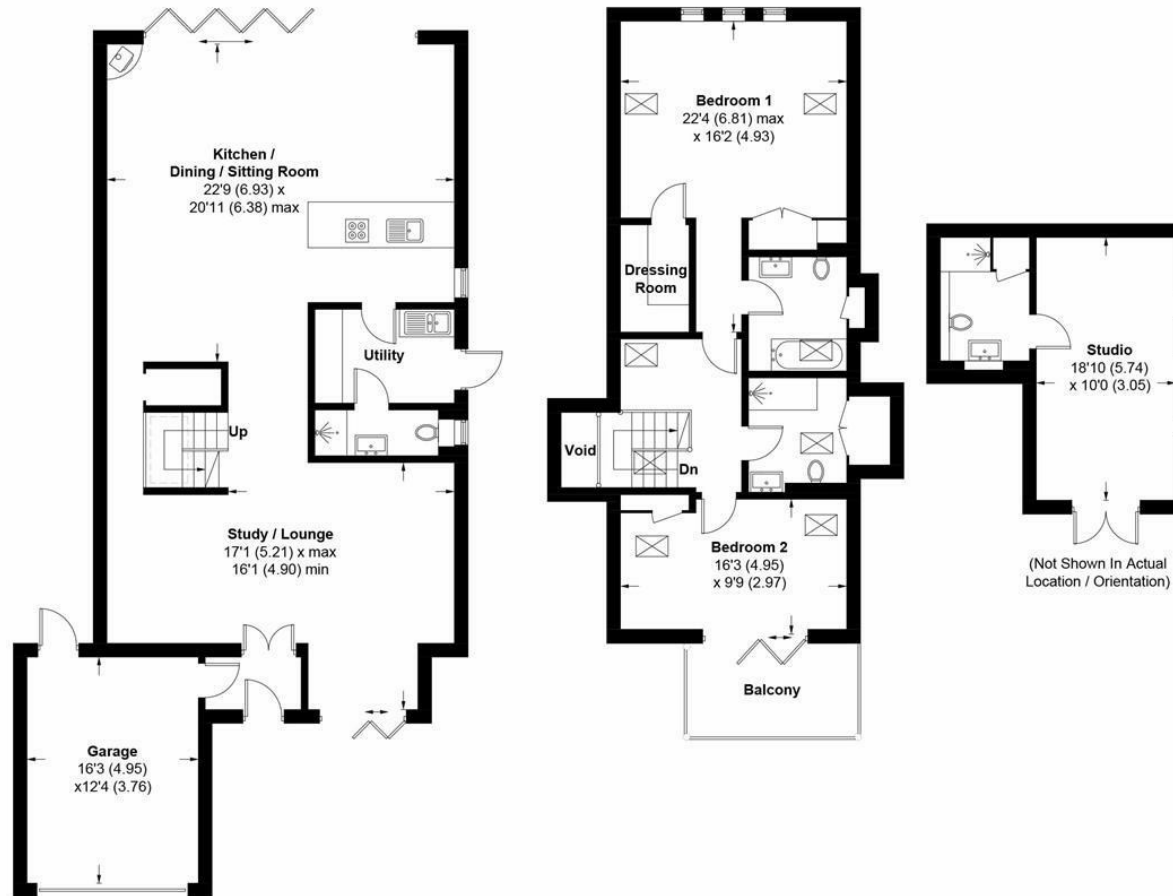 Kitchen /
Dining / Sitting Room
22'9 (6.93) x
20'11 (6.38) max
Utility
Up
Study / Lounge
17'1 (5.21) x max
16'1 (4.90) min
Garage
16'3 (4.95)
x12'4 (3.76)
Bedroom 1
22'4 (6.81) max
x 16'2 (4.93)
Dressing
Room
Void
Dn
Bedroom 2
16'3 (4.95)
x 9'9 (2.97)
Balcony
Studio
18'10 (5.74)
x 10'0 (3.05)
(Not Shown In Actual
Location / Orientation)